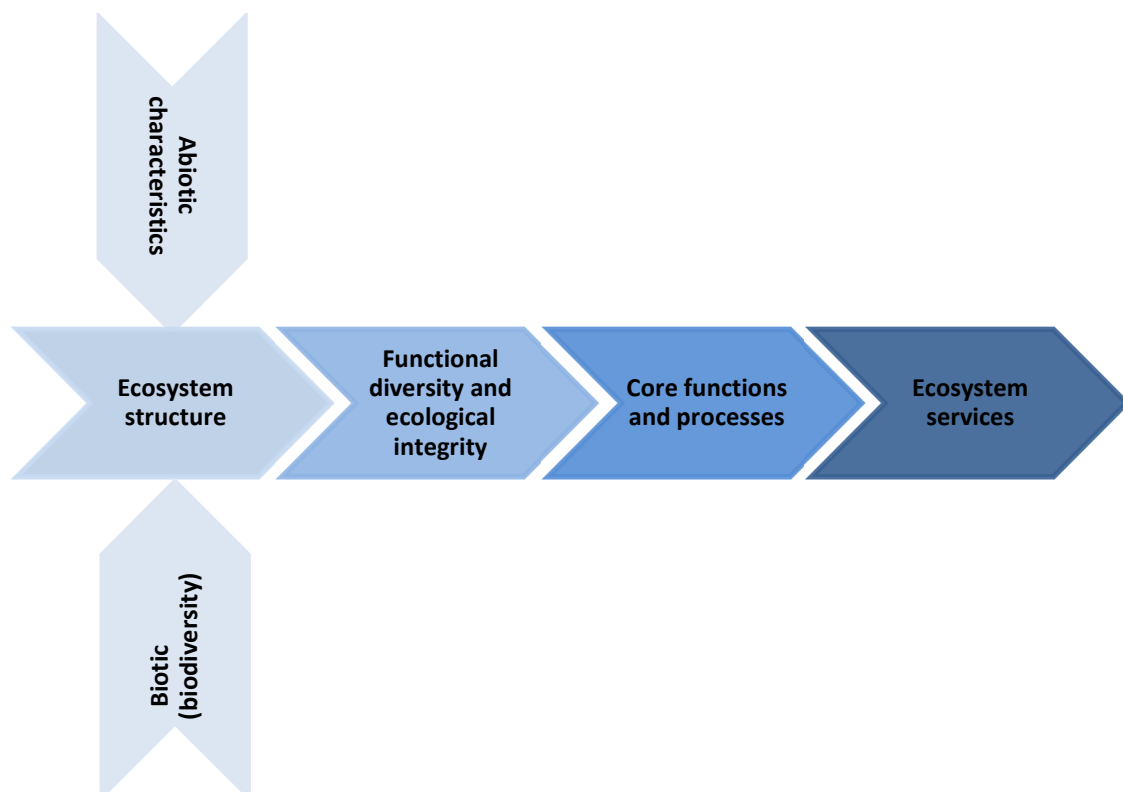 Abiotic
characteristics
Ecosystem
structure
Functional
diversity and
ecological
integrity
Core functions
and processes
Ecosystem
services
Biotic
(biodiversity)